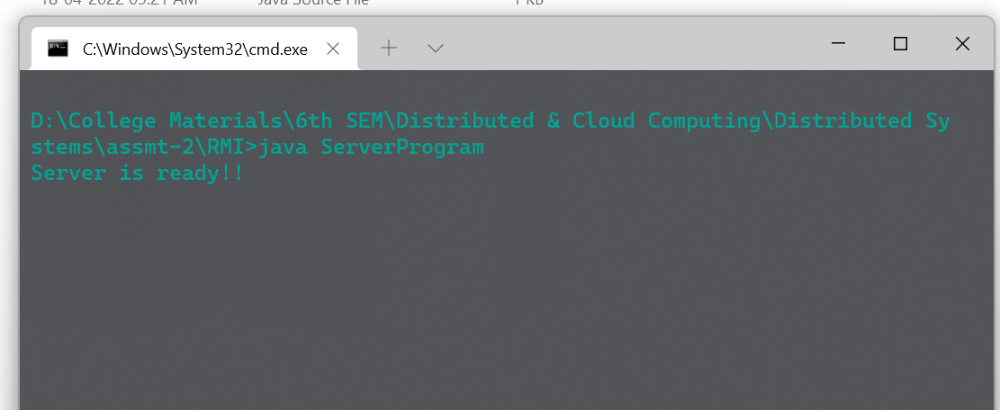 18-04-2022 09:21 AM Java Source File 1 KB
C:\Windows\System32\cmd.exe
D:\College Materials\6th SEM\Distributed & Cloud Computing\Distributed Sy
stems\assmt-2\RMI>java ServerProgram
Server is ready!!